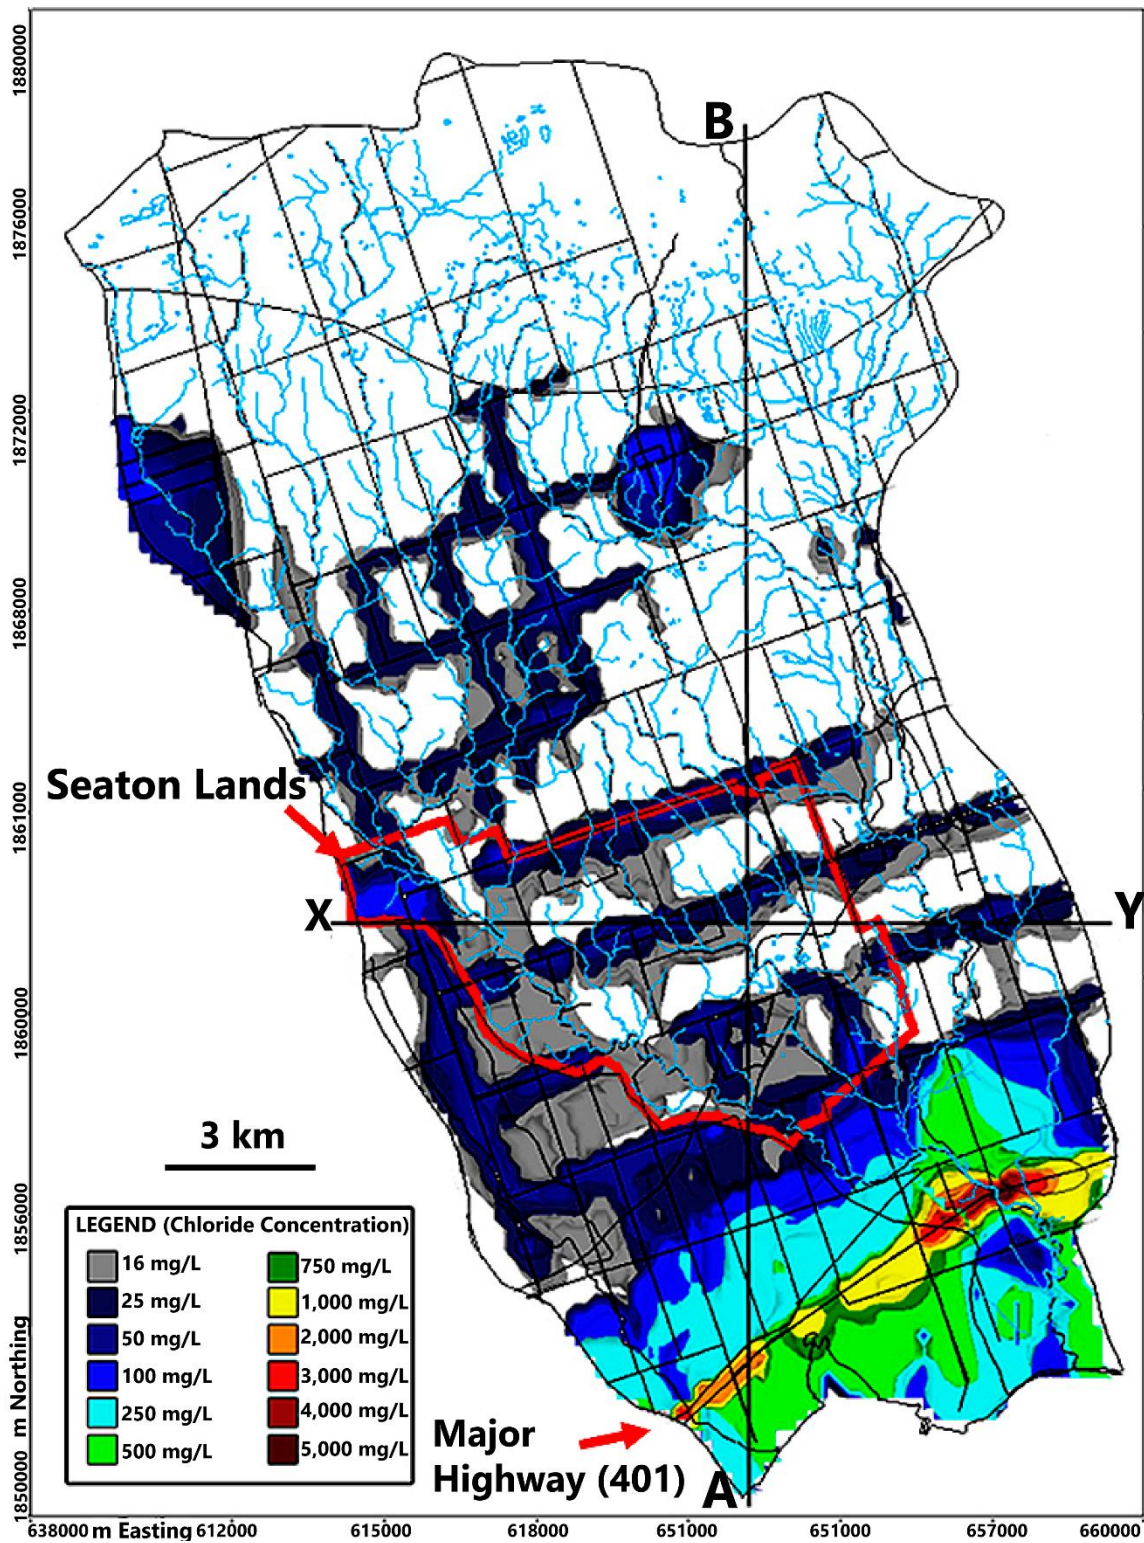 1880000
B
1876000
1872000
1868000
Seaton Lands
1861000
X
Y
1860000
3 km
1856000
LEGEND (Chloride Concentration)
16 mg/L
750 mg/L
25 mg/L
1,000 mg/L
50 mg/L
2,000 mg/L
100 mg/L
3,000 mg/L
250 mg/L
4,000 mg/L
500 mg/L
5,000 mg/L
Major
Highway (401)
A
1850000 m Northing
638000 m Easting 612000 615000 618000 651000 651000 657000 660000